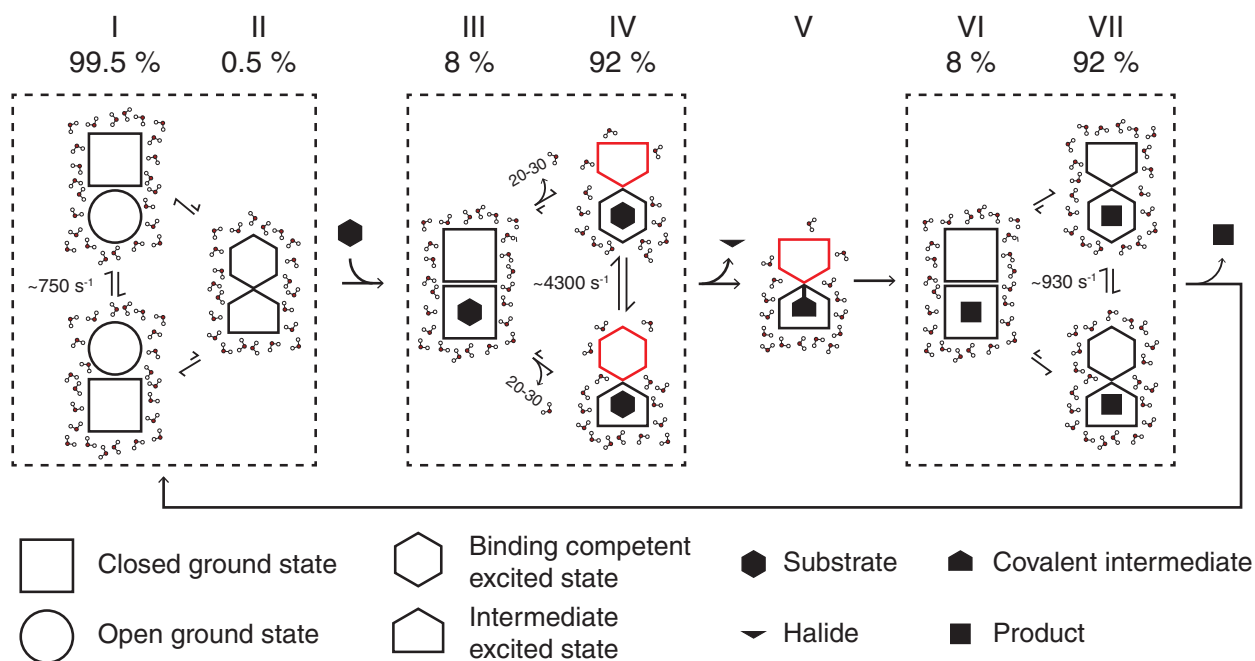 I II III IV V VI VII
99.5 % 0.5 % 8 % 92 % 8 % 92 %
20-30
~750 s-1 ~4300 s-1 ~930 s-1
20-30
Closed ground state
Open ground state
Binding competent
excited state
Intermediate
excited state
Substrate
Halide
Covalent intermediate
Product